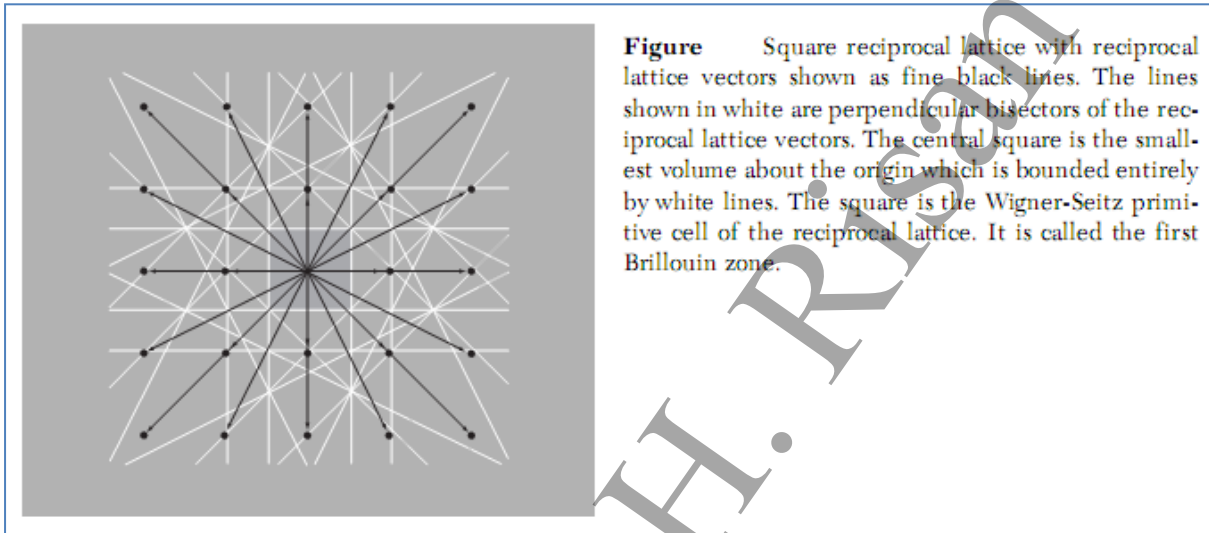 Figure Square reciprocal lattice with reciprocal
lattice vectors shown as fine black lines. The lines
shown in white are perpendicular bisectors of the rec-
iprocal lattice vectors. The central square is the small-
est volume about the origin which is bounded entirely
by white lines. The square is the Wigner-Seitz primi-
tive cell of the reciprocal lattice. It is called the first
Brillouin zone.
H. Risan